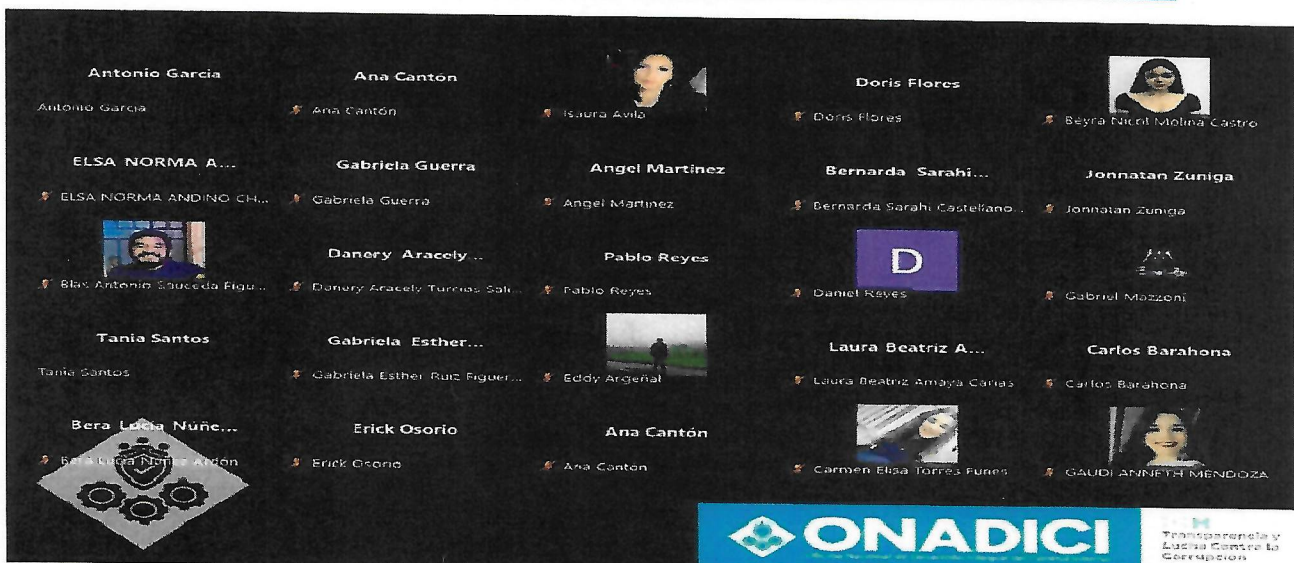 Antonio Garcia
Antonio Garcia
Ana Cantón
Ana Cantón
Isaura Avila
Doris Flores
Doris Flores
Beyra Nicol Molina Castro
ELSA NORMA A...
ELSA NORMA ANDINO CH...
Gabriela Guerra
Gabriela Guerra
Angel Martinez
Angel Martinez
Bernarda Sarahi...
Bernarda Sarahi Castellano...
Jonnatan Zuniga
Jonnatan Zuniga
Blas Antonio Sauceda Figu...
Danery Aracely ..
Danery Aracely Turcios Sali...
Pablo Reyes
Pablo Reyes
D
Daniel Reyes
Gabriel Mazzoni
Tania Santos
Tania Santos
Gabriela Esther...
Gabriela Esther Ruiz Figuer...
Eddy Argeñal
Laura Beatriz A...
Laura Beatriz Amaya Carias
Carlos Barahona
Carlos Barahona
Bera Lucia Núñe...
Bera Lucia Núñez Ardón
Erick Osorio
Erick Osorio
Ana Cantón
Ana Cantón
Carmen Elisa Torres Funes
GAUDI ANNETH MENDOZA
ONADICI
Transparencia y
Lucha Contra la
Corrupción